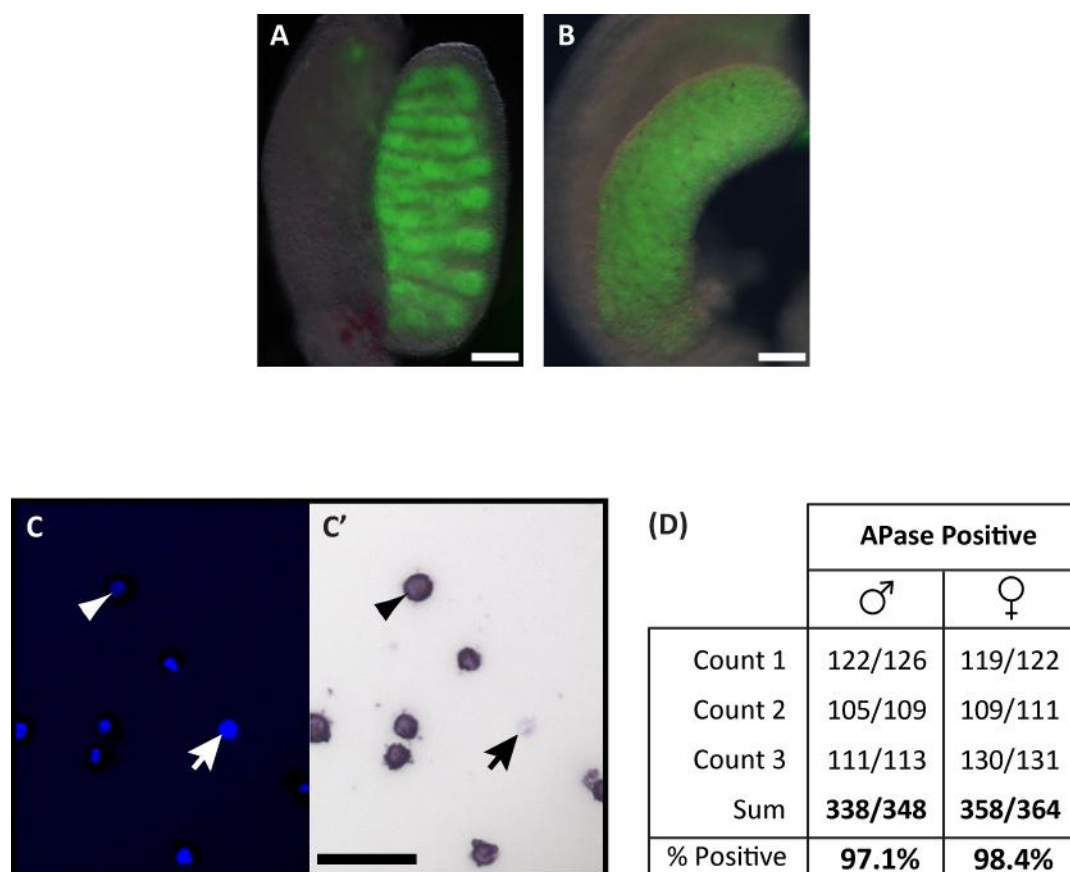 A B
C C’ (D)
APase Positive
♂ ♀
Count 1 122/126 119/122
Count 2 105/109 109/111
Count 3 111/113 130/131
Sum 338/348 358/364
% Positive 97.1% 98.4%